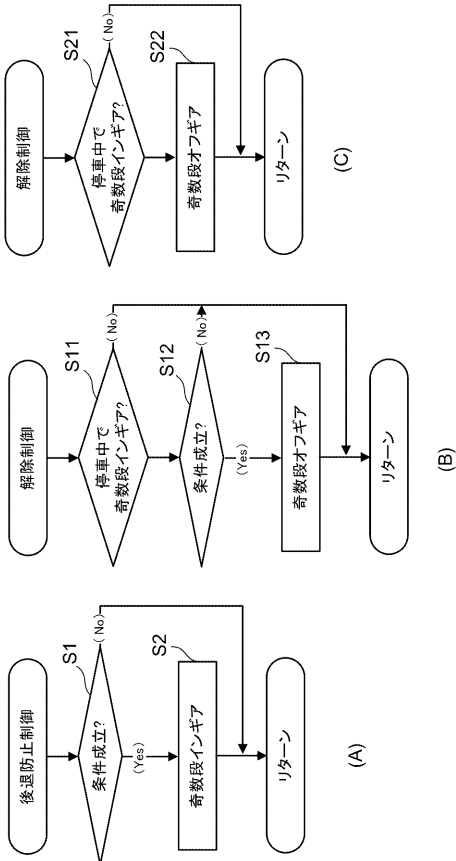 後退防止制御
条件成立?
S1
(No)
(Yes)
奇数段インギア
S2
リターン
(A)
解除制御
停車中で
奇数段インギア?
S11
(No)
条件成立?
S12
(No)
(Yes)
奇数段オフギア
S13
リターン
(B)
解除制御
停車中で
奇数段インギア?
S21
(No)
奇数段オフギア
S22
リターン
(C)